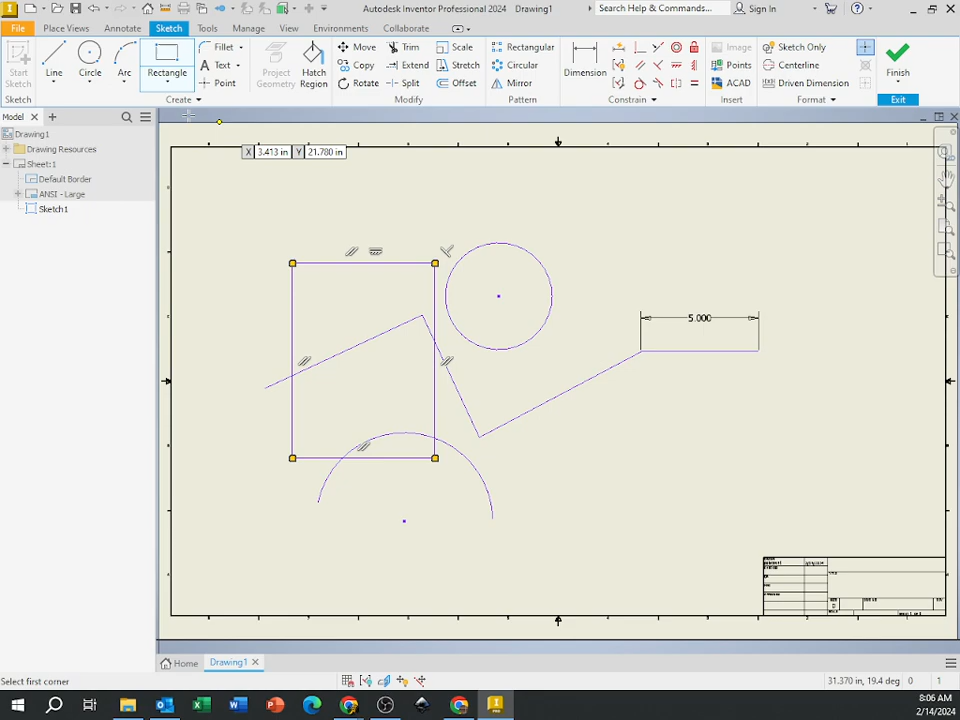 Autodesk Inventor Professional 2024   Drawing1
Search Help & Commands...
Sign In
File
Place Views
Annotate
Sketch
Tools
Manage
View
Environments
Collaborate
Start
Sketch
Line
Circle
Arc
Rectangle
Fillet
Text
Point
Project
Geometry
Hatch
Region
Move
Copy
Rotate
Trim
Extend
Split
Scale
Stretch
Offset
Rectangular
Circular
Mirror
Dimension
Image
Points
ACAD
Sketch Only
Centerline
Driven Dimension
Finish
Sketch
Create
Modify
Pattern
Constrain
Insert
Format
Exit
Model
Drawing1
Drawing Resources
Sheet:1
Default Border
ANSI - Large
Sketch1
X 3.413 in Y 21.780 in
5.000
Home
Drawing1
Select first corner
31.370 in, 19.4 deg 0 1
8:06 AM
2/14/2024